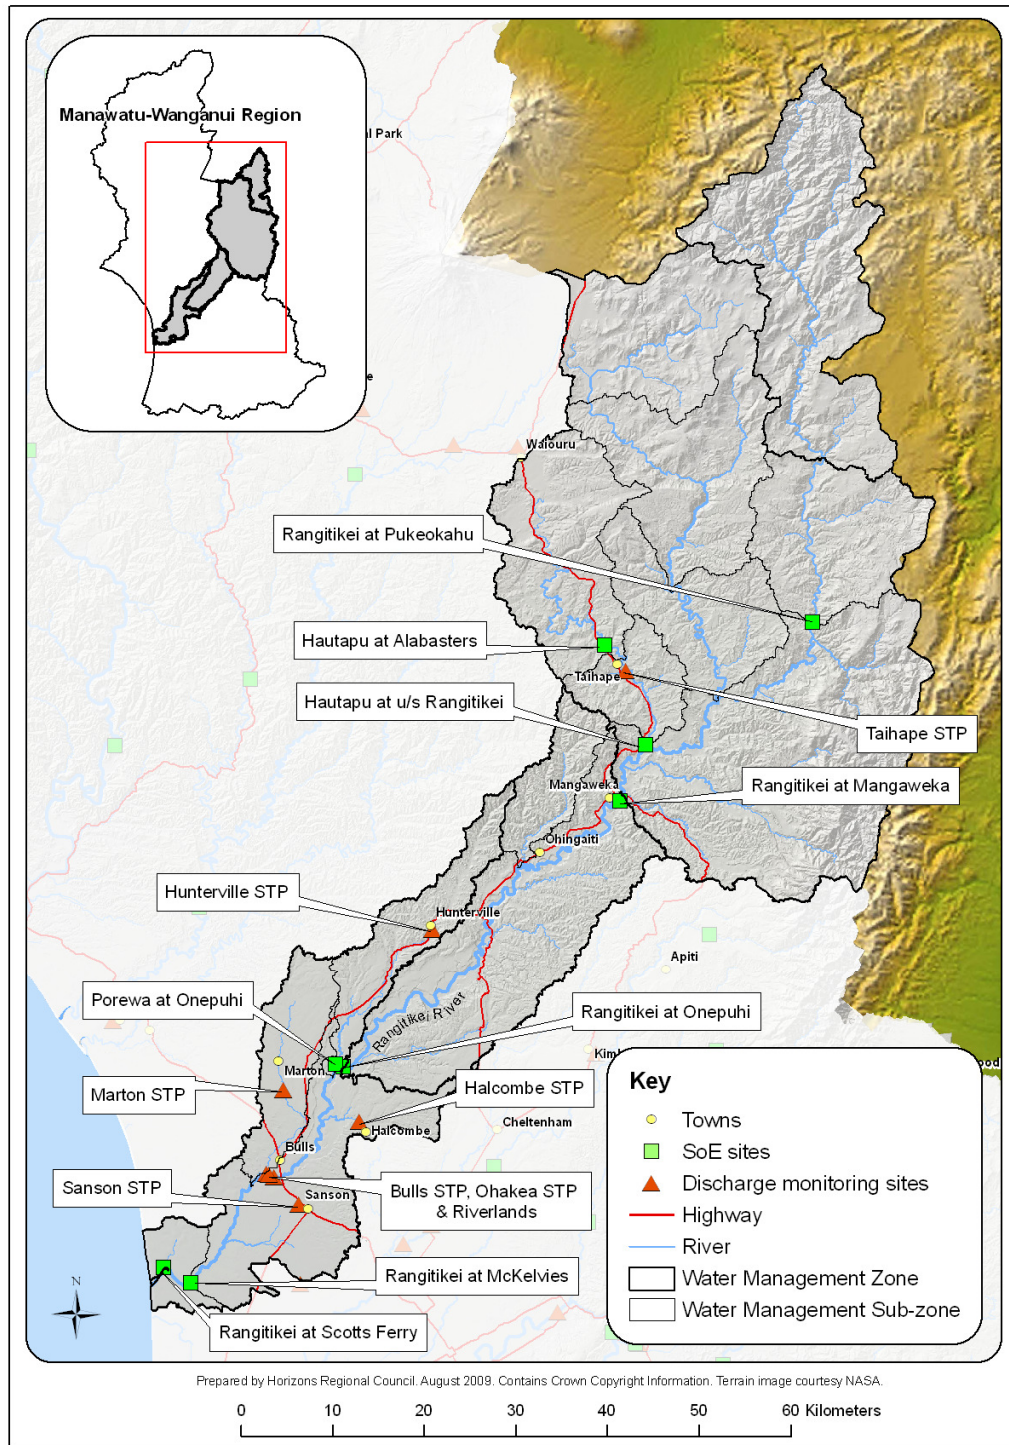 Manawatu-Wanganui Region
al Park
e
Waiouru
Rangitikei at Pukeokahu
Hautapu at Alabasters
Taihape
Hautapu at u/s Rangitikei
Taihape STP
Mangaweka
Rangitikei at Mangaweka
Ohingaiti
Hunterville STP
Hunterville
Apiti
Porewa at Onepuhi
Rangitikei River
Rangitikei at Onepuhi
Marton
Marton STP
Halcombe STP
Halcombe
Cheltenham
Bulls
Sanson STP
Sanson
Bulls STP, Ohakea STP
& Riverlands
Rangitikei at McKelvies
Rangitikei at Scotts Ferry
N
Kim
ood
Key
Towns
SoE sites
Discharge monitoring sites
Highway
River
Water Management Zone
Water Management Sub-zone
Prepared by Horizons Regional Council. August 2009. Contains Crown Copyright Information. Terrain image courtesy NASA.
0 10 20 30 40 50 60 Kilometers